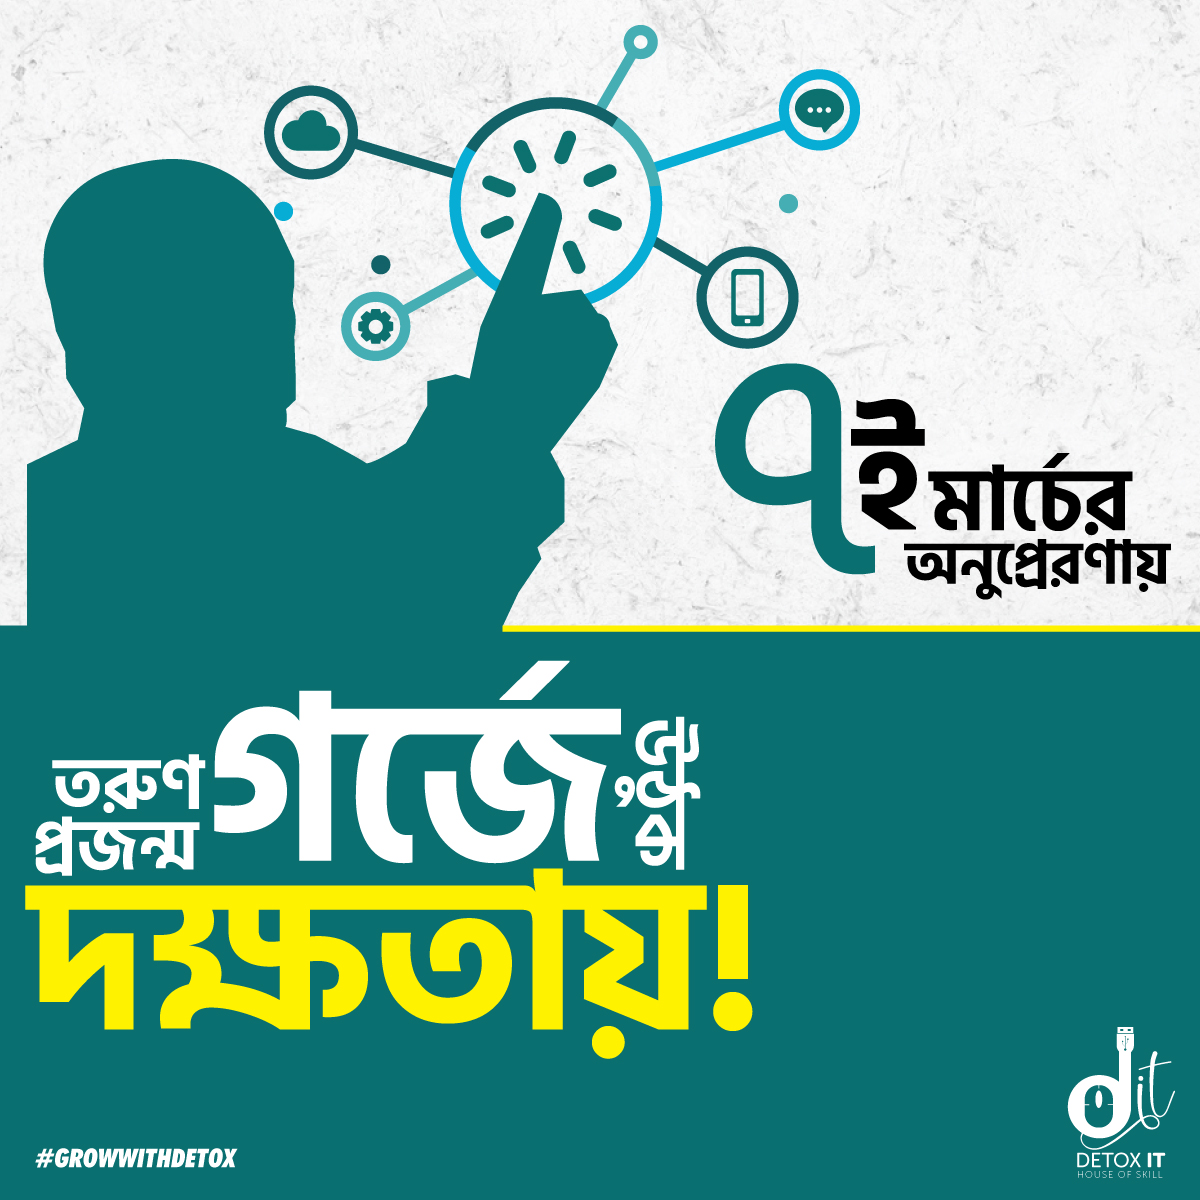 ৭ই মার্চের
অনুপ্রেরণায়
তরুণ
প্রজন্ম
গর্জে
উঠুক
দক্ষতায়!
#GROWWITHDETOX
dit
DETOX IT
HOUSE OF SKILL